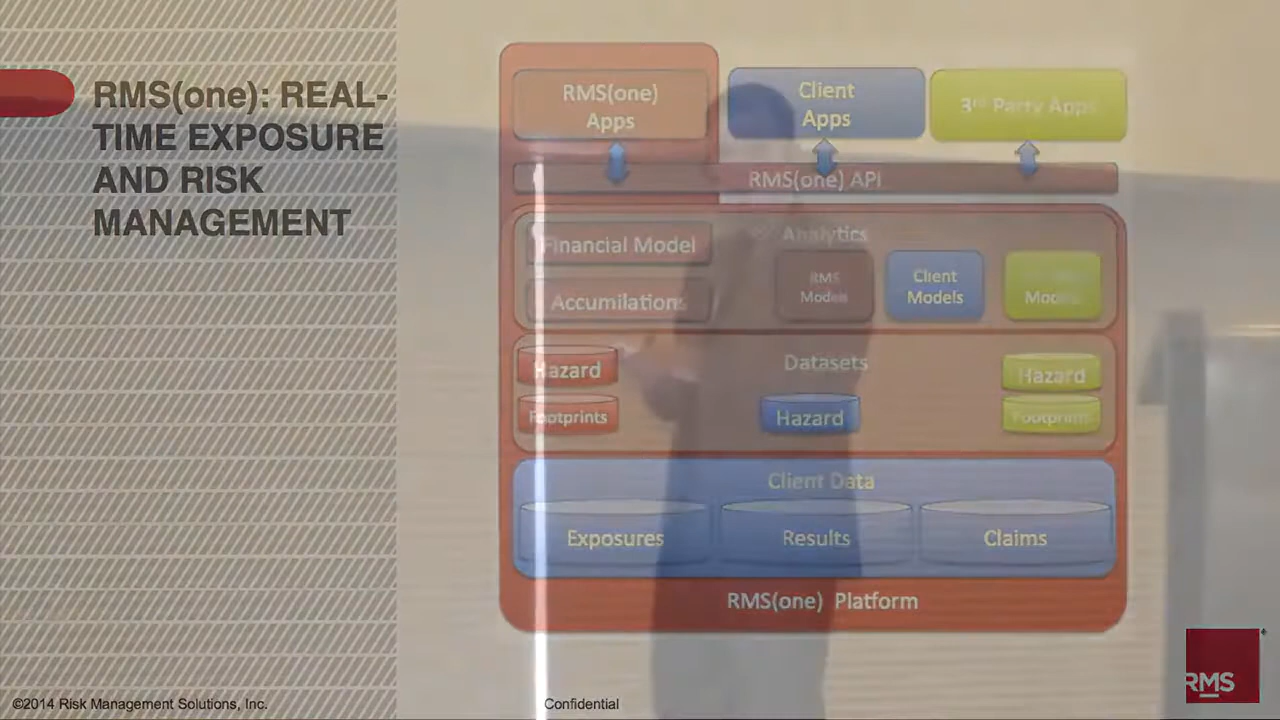 RMS(one): REAL-
TIME EXPOSURE
AND RISK
MANAGEMENT
RMS(one)
Apps
Client
Apps
3rd Party Apps
RMS(one) API
Analytics
Financial Model
Accumilations
RMS
Models
Client
Models
Models
Datasets
Hazard
Footprints
Hazard
Hazard
Footprints
Client Data
Exposures
Results
Claims
RMS(one) Platform
©2014 Risk Management Solutions, Inc.
Confidential
RMS